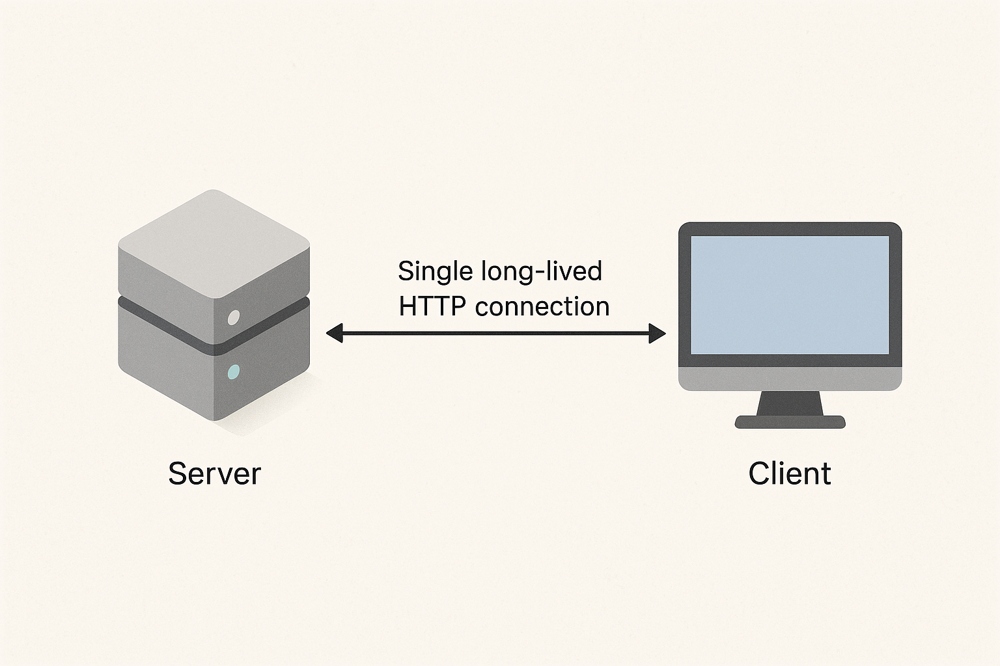 Single long-lived
HTTP connection
Server
Client